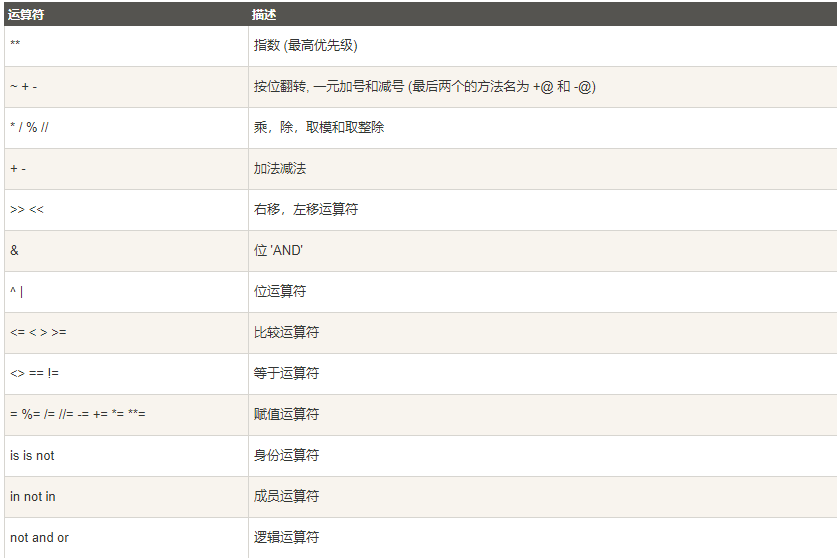 运算符 描述
** 指数 (最高优先级)
~ + - 按位翻转, 一元加号和减号 (最后两个的方法名为 +@ 和 -@)
* / % // 乘，除，取模和取整除
+ - 加法减法
>> << 右移，左移运算符
& 位 'AND'
^ | 位运算符
<= < > >= 比较运算符
<> == != 等于运算符
= %= /= //= -= += *= **= 赋值运算符
is is not 身份运算符
in not in 成员运算符
not and or 逻辑运算符